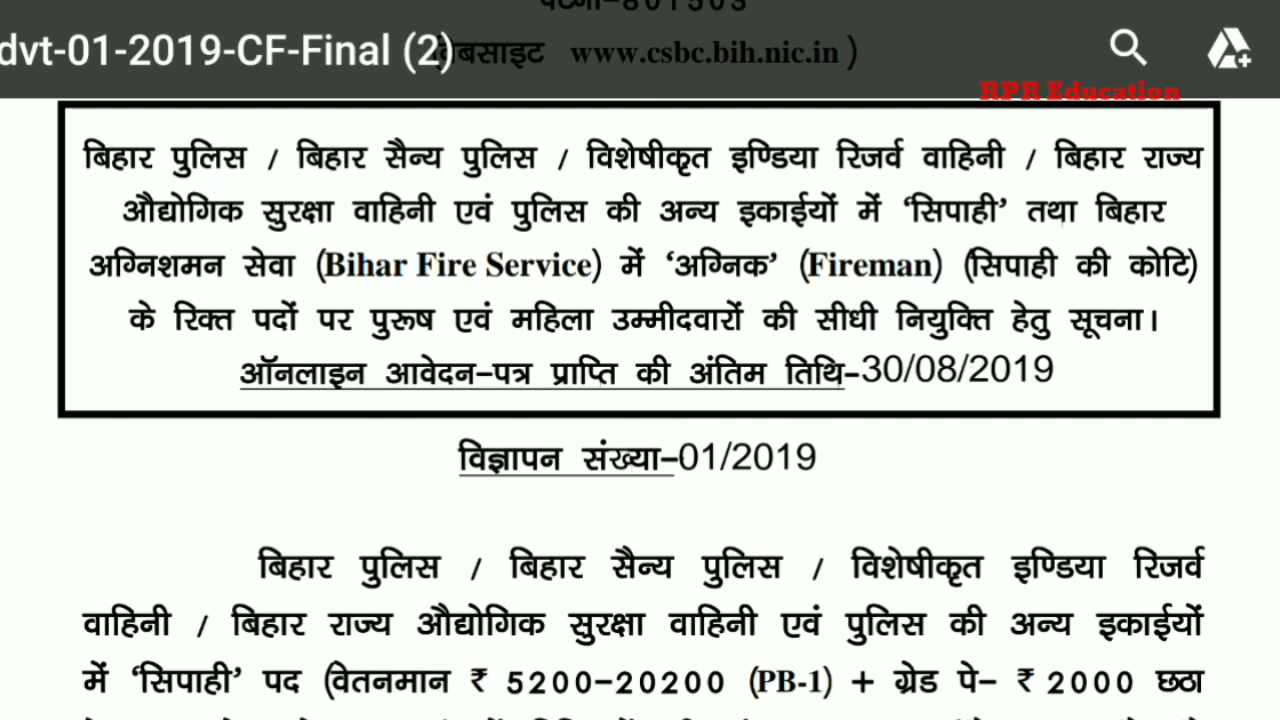 पटना-801503
dvt-01-2019-CF-Final (2)
वेबसाइट www.csbc.bih.nic.in )
RPR Education
बिहार पुलिस / बिहार सैन्य पुलिस / विशेषीकृत इण्डिया रिजर्व वाहिनी / बिहार राज्य
औद्योगिक सुरक्षा वाहिनी एवं पुलिस की अन्य इकाईयों में ‘सिपाही’ तथा बिहार
अग्निशमन सेवा (Bihar Fire Service) में ‘अग्निक’ (Fireman) (सिपाही की कोटि)
के रिक्त पदों पर पुरूष एवं महिला उम्मीदवारों की सीधी नियुक्ति हेतु सूचना।
ऑनलाइन आवेदन–पत्र प्राप्ति की अंतिम तिथि–30/08/2019
विज्ञापन संख्या–01/2019
बिहार पुलिस / बिहार सैन्य पुलिस / विशेषीकृत इण्डिया रिजर्व
वाहिनी / बिहार राज्य औद्योगिक सुरक्षा वाहिनी एवं पुलिस की अन्य इकाईयों
में ‘सिपाही’ पद (वेतनमान ₹ 5200–20200 (PB-1) + ग्रेड पे– ₹ 2000 छठा